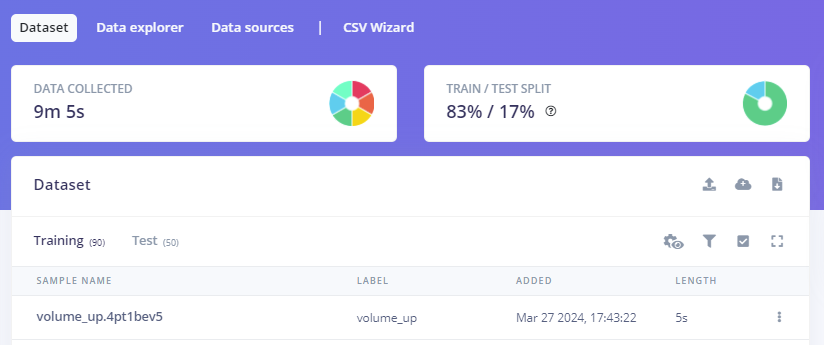 Dataset Data explorer Data sources | CSV Wizard
DATA COLLECTED
9m 5s
TRAIN / TEST SPLIT
83% / 17% ?
Dataset
Training (90) Test (50)
SAMPLE NAME LABEL ADDED LENGTH
volume_up.4pt1bev5 volume_up Mar 27 2024, 17:43:22 5s